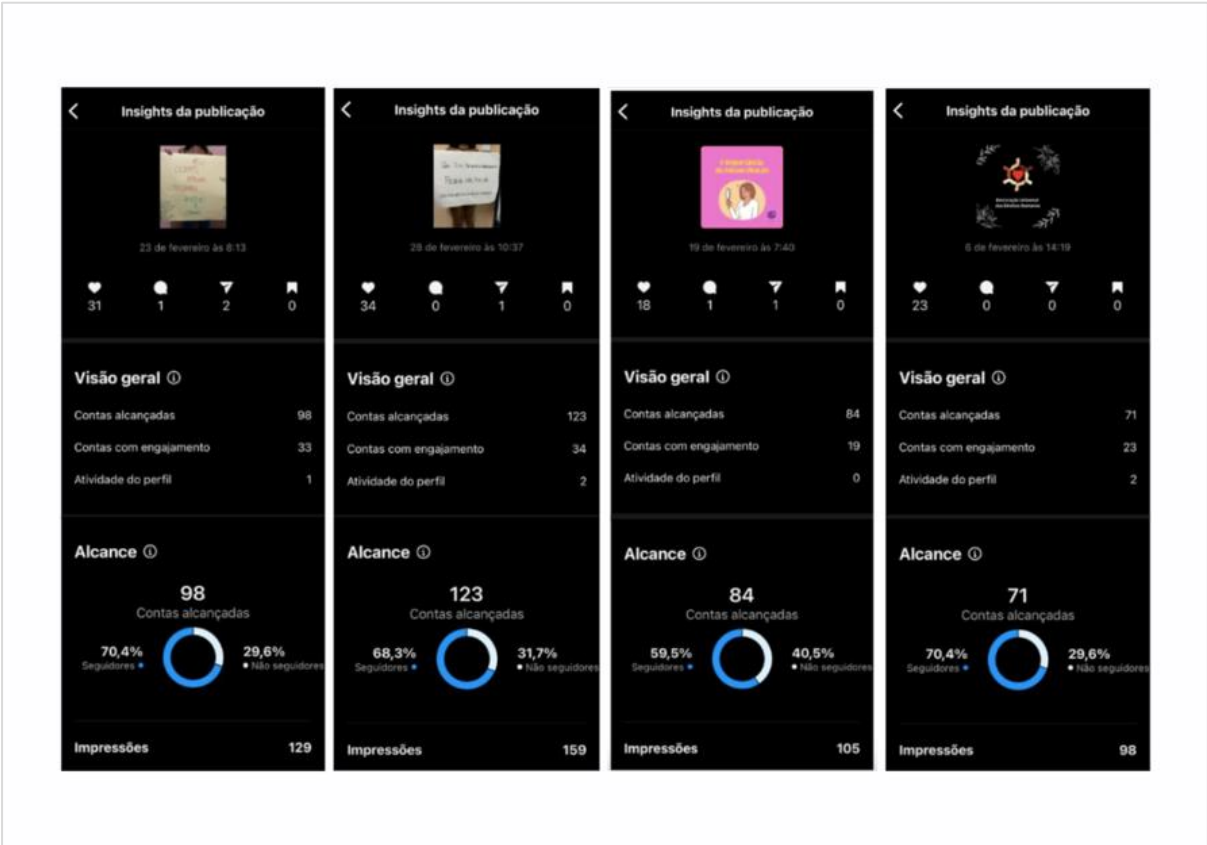 Insights da publicação
23 de fevereiro às 8:13
31 1 2 0
Visão geral
Contas alcançadas 98
Contas com engajamento 33
Atividade do perfil 1
Alcance
98
Contas alcançadas
70,4% 29,6%
Seguidores Não seguidores
Impressões 129
Insights da publicação
28 de fevereiro às 10:37
34 0 1 0
Visão geral
Contas alcançadas 123
Contas com engajamento 34
Atividade do perfil 2
Alcance
123
Contas alcançadas
68,3% 31,7%
Seguidores Não seguidores
Impressões 159
Insights da publicação
19 de fevereiro às 7:40
18 1 1 0
Visão geral
Contas alcançadas 84
Contas com engajamento 19
Atividade do perfil 0
Alcance
84
Contas alcançadas
59,5% 40,5%
Seguidores Não seguidores
Impressões 105
Insights da publicação
Declaração Universal
dos Direitos Humanos
6 de fevereiro às 14:19
23 0 0 0
Visão geral
Contas alcançadas 71
Contas com engajamento 23
Atividade do perfil 2
Alcance
71
Contas alcançadas
70,4% 29,6%
Seguidores Não seguidores
Impressões 98